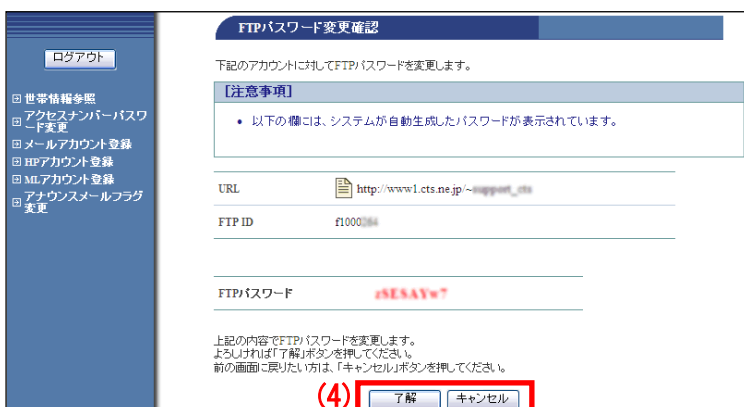 FTPパスワード変更確認
ログアウト
下記のアカウントに対してFTPパスワードを変更します。
[注意事項]
世帯情報参照
アクセスナンバーパスワード変更
• 以下の欄には、システムが自動生成したパスワードが表示されています。
メールアカウント登録
HPアカウント登録
MLアカウント登録
アナウンスメールフラグ変更
URL http://www1.cts.ne.jp/~
FTP ID f1000
FTPパスワード
上記の内容でFTPパスワードを変更します。
よろしければ「了解」ボタンを押してください。
前の画面に戻りたい方は、「キャンセル」ボタンを押してください。
(4) 了解 キャンセル